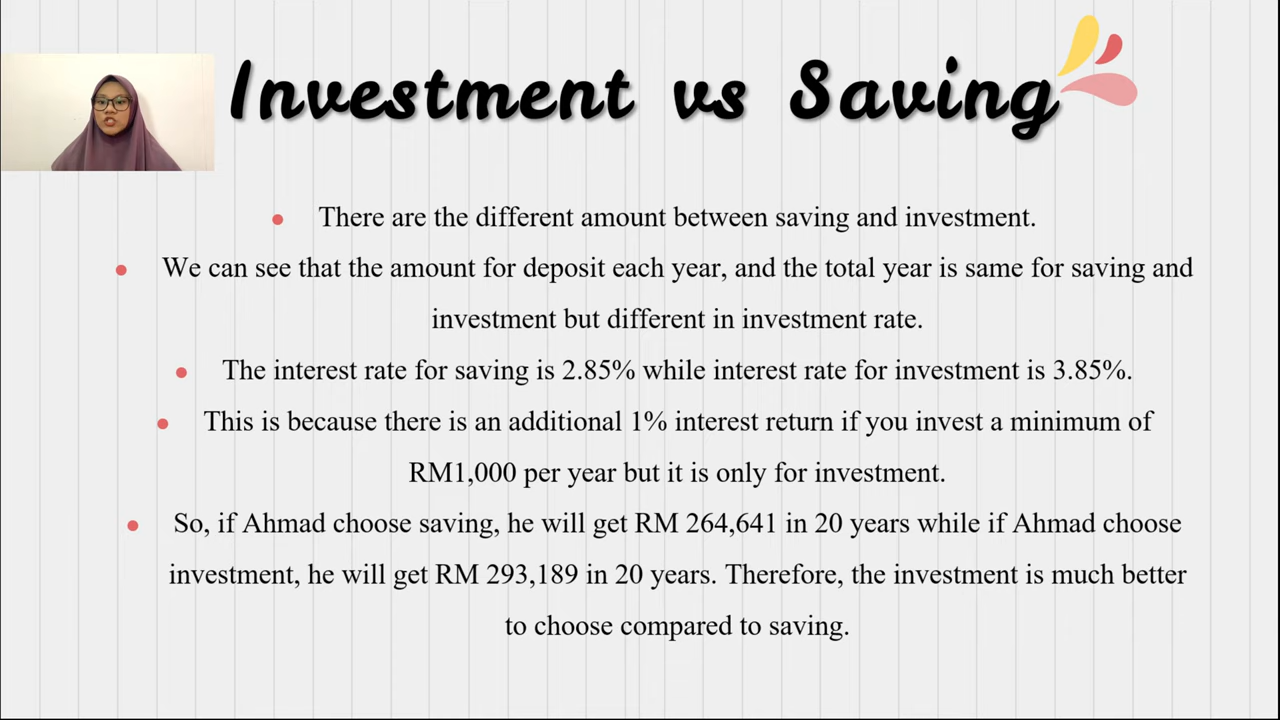 Investment vs Saving
There are the different amount between saving and investment.
We can see that the amount for deposit each year, and the total year is same for saving and
investment but different in investment rate.
The interest rate for saving is 2.85% while interest rate for investment is 3.85%.
This is because there is an additional 1% interest return if you invest a minimum of
RM1,000 per year but it is only for investment.
So, if Ahmad choose saving, he will get RM 264,641 in 20 years while if Ahmad choose
investment, he will get RM 293,189 in 20 years. Therefore, the investment is much better
to choose compared to saving.